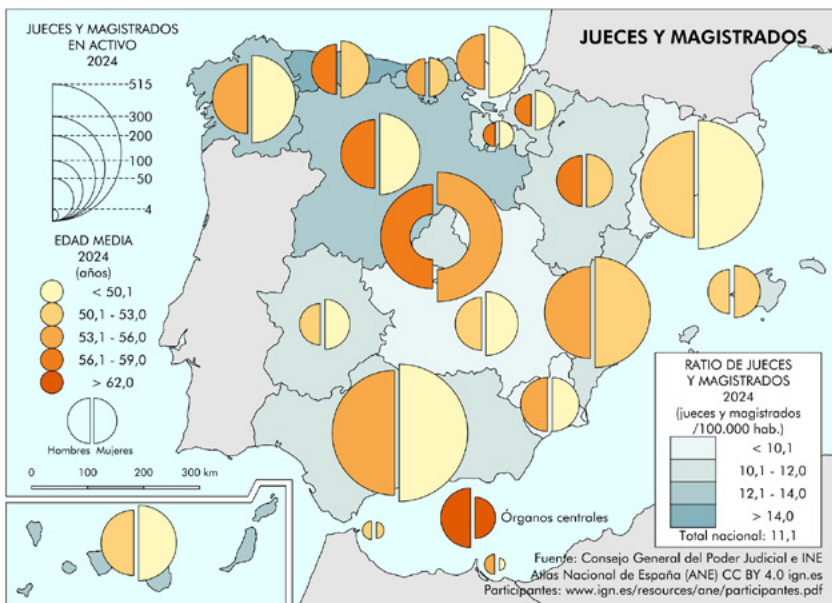 JUECES Y MAGISTRADOS
JUECES Y MAGISTRADOS
EN ACTIVO
2024
515
300
200
100
50
4
EDAD MEDIA
2024
(años)
< 50,1
50,1 - 53,0
53,1 - 56,0
56,1 - 59,0
> 62,0
Hombres Mujeres
0 100 200 300 km
RATIO DE JUECES
Y MAGISTRADOS
2024
(jueces y magistrados
/100.000 hab.)
< 10,1
10,1 - 12,0
12,1 - 14,0
> 14,0
Total nacional: 11,1
Órganos centrales
Fuente: Consejo General del Poder Judicial e INE
Atlas Nacional de España (ANE) CC BY 4.0 ign.es
Participantes: www.ign.es/resources/ane/participantes.pdf